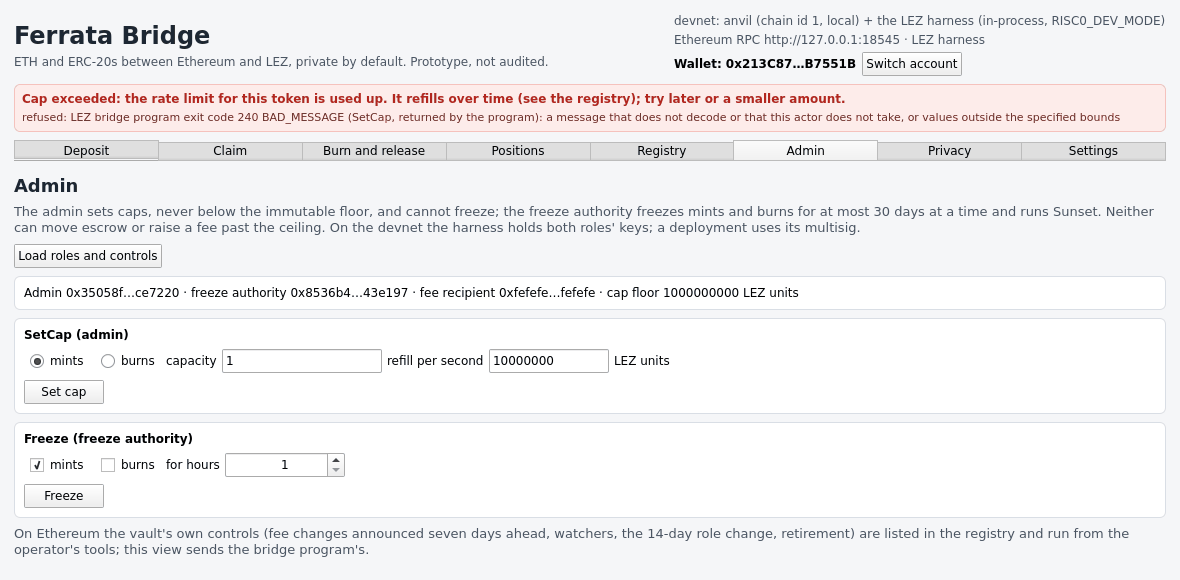 Ferrata Bridge
ETH and ERC-20s between Ethereum and LEZ, private by default. Prototype, not audited.
devnet: anvil (chain id 1, local) + the LEZ harness (in-process, RISC0_DEV_MODE)
Ethereum RPC http://127.0.0.1:18545 · LEZ harness
Wallet: 0x213C87…B7551B Switch account
Cap exceeded: the rate limit for this token is used up. It refills over time (see the registry); try later or a smaller amount.
refused: LEZ bridge program exit code 240 BAD_MESSAGE (SetCap, returned by the program): a message that does not decode or that this actor does not take, or values outside the specified bounds
Deposit Claim Burn and release Positions Registry Admin Privacy Settings
Admin
The admin sets caps, never below the immutable floor, and cannot freeze; the freeze authority freezes mints and burns for at most 30 days at a time and runs Sunset. Neither
can move escrow or raise a fee past the ceiling. On the devnet the harness holds both roles' keys; a deployment uses its multisig.
Load roles and controls
Admin 0x35058f…ce7220 · freeze authority 0x8536b4…43e197 · fee recipient 0xfefefe…fefefe · cap floor 1000000000 LEZ units
SetCap (admin)
mints burns capacity 1 refill per second 10000000 LEZ units
Set cap
Freeze (freeze authority)
mints burns for hours 1
Freeze
On Ethereum the vault's own controls (fee changes announced seven days ahead, watchers, the 14-day role change, retirement) are listed in the registry and run from the
operator's tools; this view sends the bridge program's.